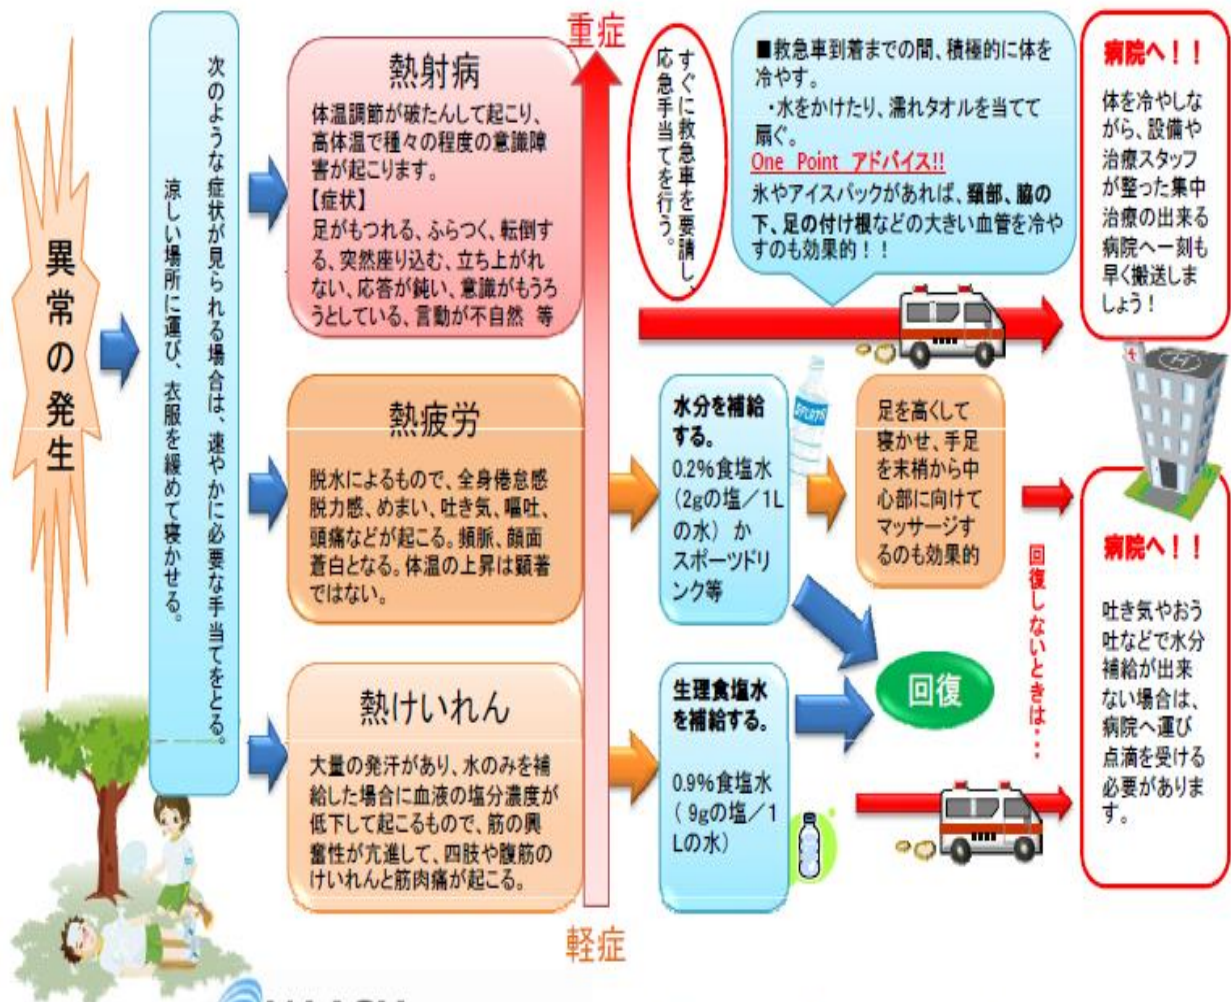 異常の発生
次のような症状が見られる場合は、速やかに必要な手当てをとる。
涼しい場所に運び、衣服を緩めて寝かせる。
熱射病
体温調節が破たんして起こり、
高体温で種々の程度の意識障
害が起こります。
【症状】
足がもつれる、ふらつく、転倒す
る、突然座り込む、立ち上がれ
ない、応答が鈍い、意識がもうろ
うとしている、言動が不自然 等
熱疲労
脱水によるもので、全身倦怠感
脱力感、めまい、吐き気、嘔吐、
頭痛などが起こる。頻脈、顔面
蒼白となる。体温の上昇は顕著
ではない。
熱けいれん
大量の発汗があり、水のみを補
給した場合に血液の塩分濃度が
低下して起こるもので、筋の興
奮性が亢進して、四肢や腹筋の
けいれんと筋肉痛が起こる。
重症
軽症
すぐに救急車を要請し、
応急手当てを行う。
■救急車到着までの間、積極的に体を
冷やす。
・水をかけたり、濡れタオルを当てて
扇ぐ。
One Point アドバイス!!
氷やアイスパックがあれば、頸部、脇の
下、足の付け根などの大きい血管を冷や
すのも効果的！！
病院へ！！
体を冷やしな
がら、設備や
治療スタッフ
が整った集中
治療の出来る
病院へ一刻も
早く搬送しま
しょう！
水分を補給
する。
0.2%食塩水
(2gの塩／1L
の水) か
スポーツドリ
ンク等
足を高くして
寝かせ、手足
を末梢から中
心部に向けて
マッサージす
るのも効果的
生理食塩水
を補給する。
0.9%食塩水
( 9gの塩／1
Lの水)
回復
回復しないときは・・・
病院へ！！
吐き気やおう
吐などで水分
補給が出来
ない場合は、
病院へ運び
点滴を受ける
必要がありま
す。
H